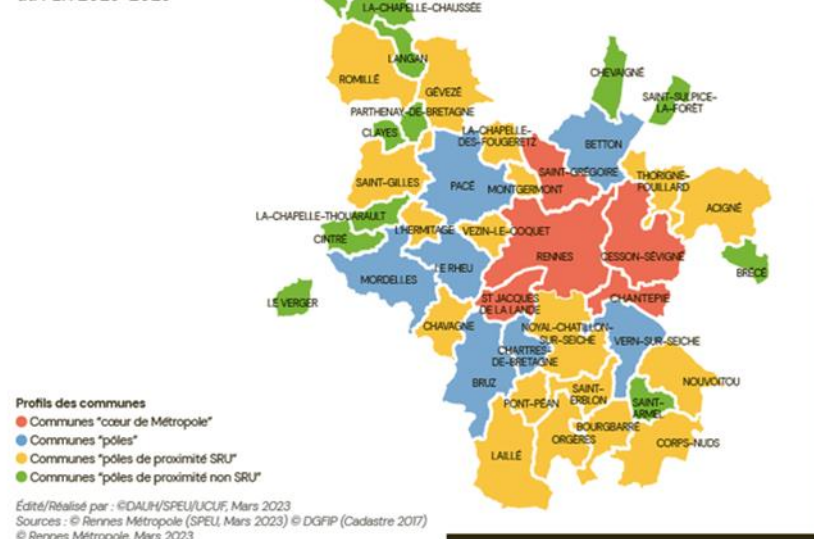 LA-CHAPELLE-CHAUSSÉE
LANGAN
ROMILLÉ
GÉVEZÉ
CHEVAIGNÉ
SAINT-SULPICE-
LA-FORÊT
PARTHENAY-DE-BRETAGNE
CLAYES
LA-CHAPELLE-
DES-FOUGERETZ
BETTON
SAINT-GRÉGOIRE
THORIGNÉ-
FOUILLARD
SAINT-GILLES
PACÉ
MONTGERMONT
ACIGNÉ
LA-CHAPELLE-THOUARAULT
L'HERMITAGE
VEZIN-LE-COQUET
CINTRÉ
RENNES
CESSON-SÉVIGNÉ
LE RHEU
BRÉCÉ
MORDELLES
LE VERGER
ST JACQUES
DE LA LANDE
CHANTEPIE
CHAVAGNE
NOYAL-CHATILLON-
SUR-SEICHE
VERN-SUR-SEICHE
CHARTRES-
DE-BRETAGNE
BRUZ
NOUVOITOU
SAINT-
ERBLON
PONT-PÉAN
SAINT-
ARMEL
BOURGBARRÉ
ORGÈRES
CORPS-NUDS
LAILLÉ
Profils des communes
Communes "cœur de Métropole"
Communes "pôles"
Communes "pôles de proximité SRU"
Communes "pôles de proximité non SRU"
Édité/Réalisé par : ©DAUH/SPEU/UCUF, Mars 2023
Sources : © Rennes Métropole (SPEU, Mars 2023) © DGFIP (Cadastre 2017)
© Rennes Métropole, Mars 2023